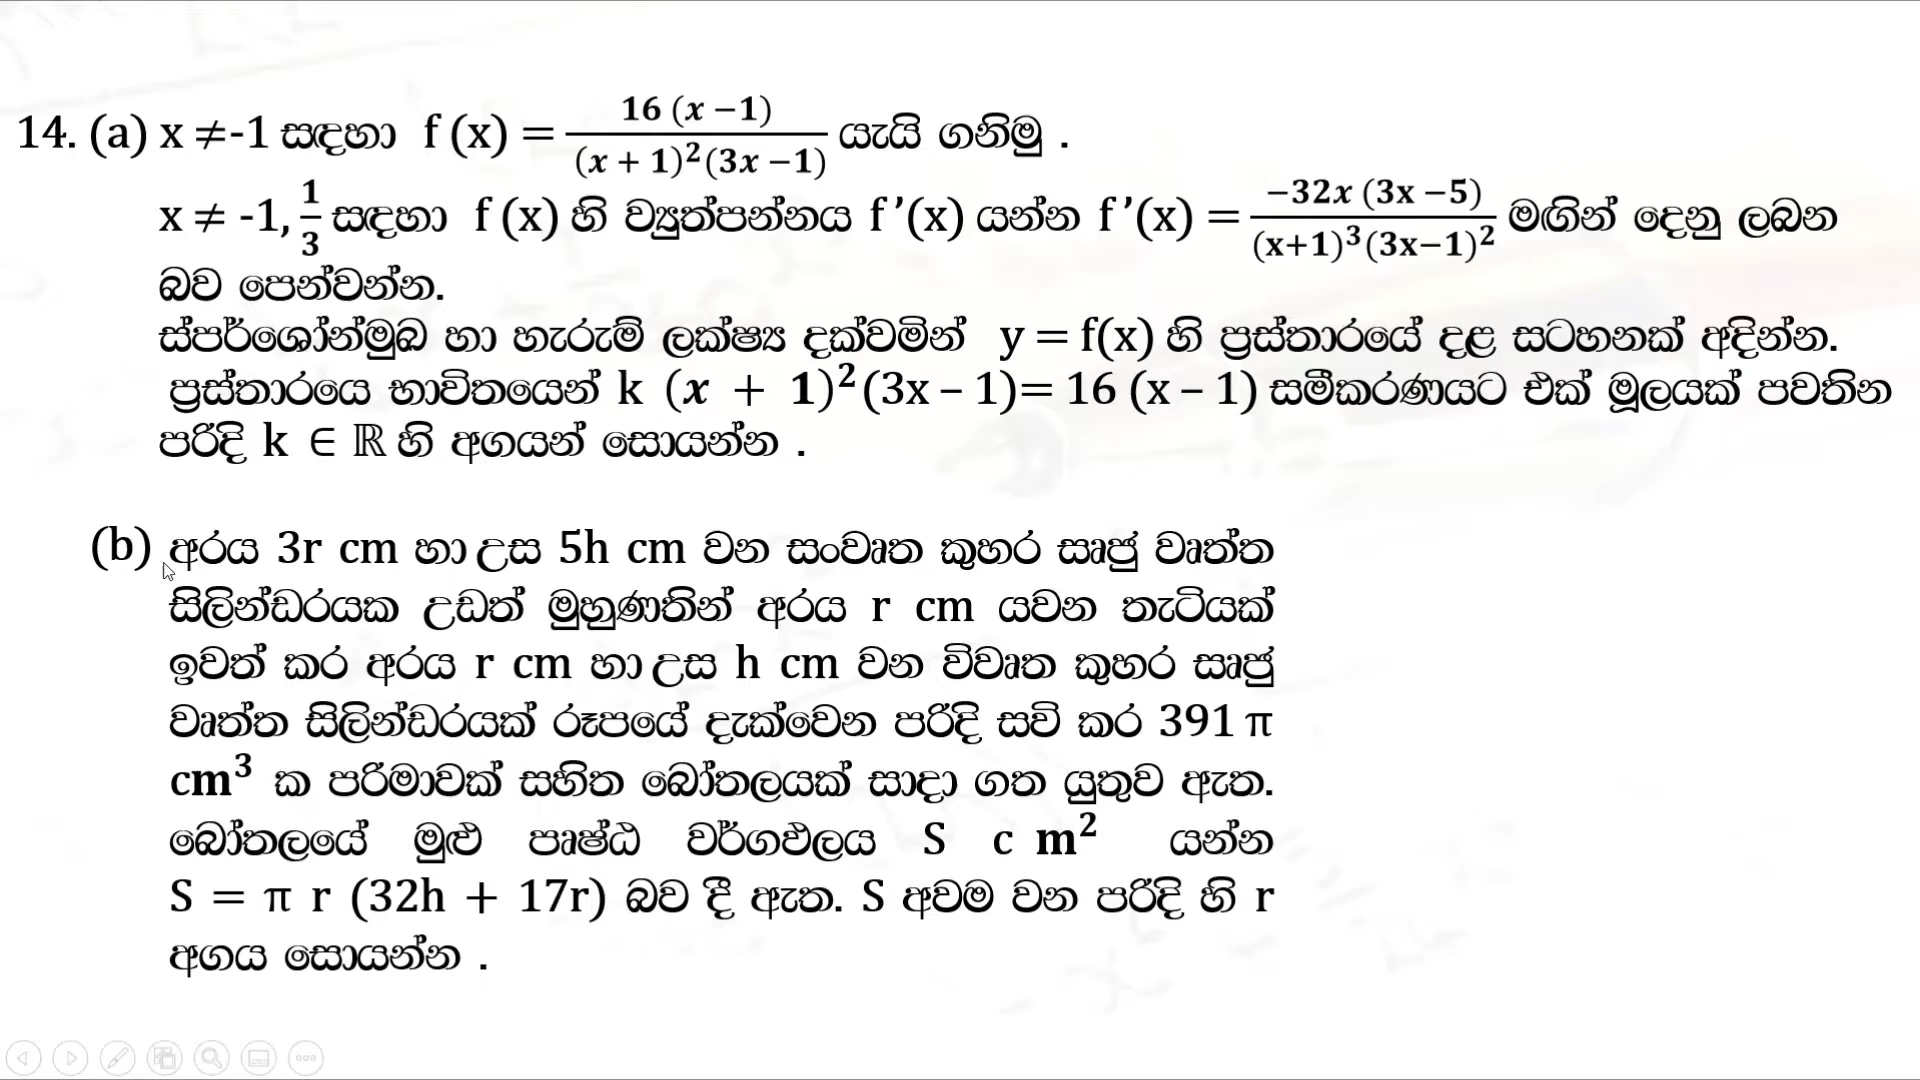 14. (a) x ≠ -1 සඳහා f (x) = 16 (x −1) / (x + 1)²(3x −1) යැයි ගනිමු .
x ≠ -1, 1/3 සඳහා f (x) හි ව්‍යුත්පන්නය f ’(x) යන්න f ’(x) = −32x (3x −5) / (x+1)³(3x−1)² මඟින් දෙනු ලබන
බව පෙන්වන්න.
ස්පර්ශෝන්මුඛ හා හැරුම් ලක්ෂ්‍ය දක්වමින් y = f(x) හි ප්‍රස්තාරයේ දළ සටහනක් අදින්න.
ප්‍රස්තාරයෙ භාවිතයෙන් k (x + 1)²(3x – 1)= 16 (x – 1) සමීකරණයට එක් මූලයක් පවතින
පරිදි k ∈ ℝ හි අගයන් සොයන්න .
(b) අරය 3r cm හා උස 5h cm වන සංවෘත කුහර සෘජු වෘත්ත
සිලින්ඩරයක උඩත් මුහුණතින් අරය r cm යවන තැටියක්
ඉවත් කර අරය r cm හා උස h cm වන විවෘත කුහර සෘජු
වෘත්ත සිලින්ඩරයක් රූපයේ දැක්වෙන පරිදි සවි කර 391 π
cm³ ක පරිමාවක් සහිත බෝතලයක් සාදා ගත යුතුව ඇත.
බෝතලයේ මුළු පෘෂ්ඨ වර්ගඵලය S c m² යන්න
S = π r (32h + 17r) බව දී ඇත. S අවම වන පරිදි හි r
අගය සොයන්න .